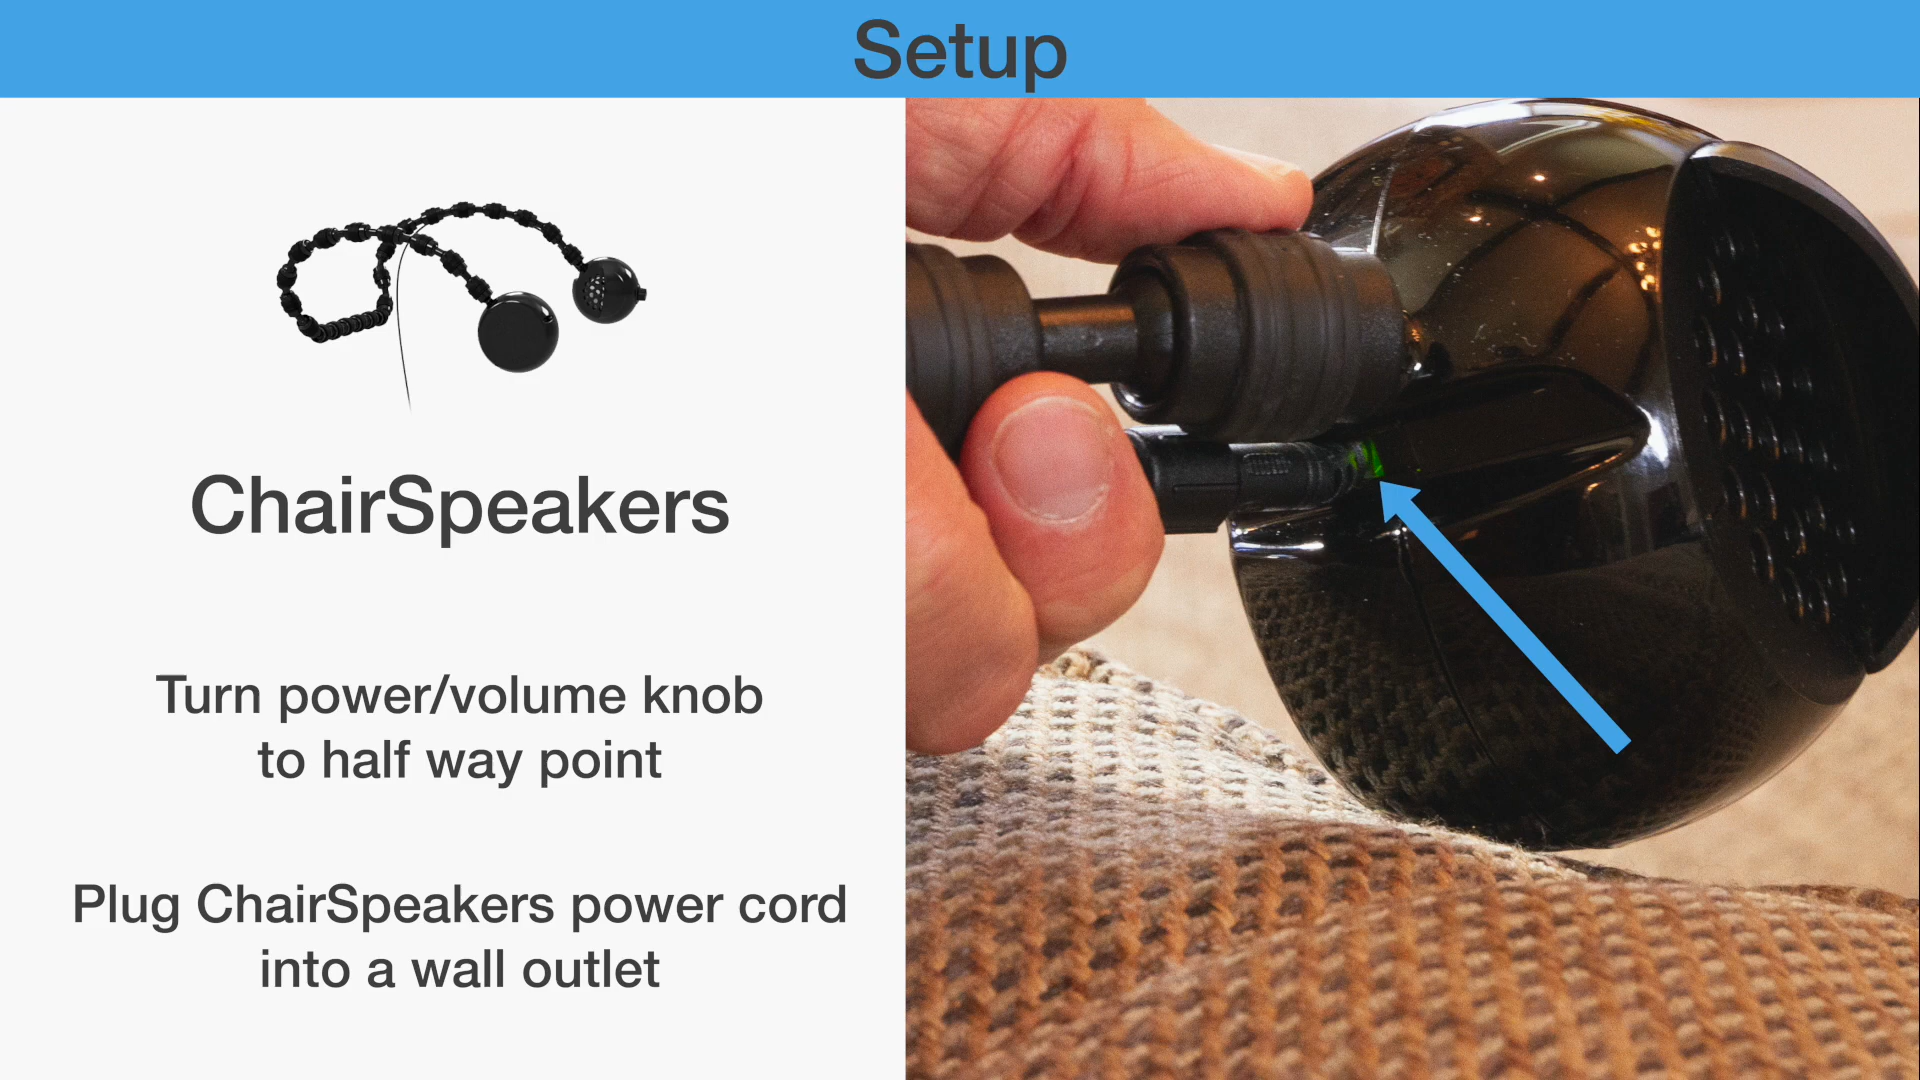 Setup
ChairSpeakers
Turn power/volume knob
to half way point
Plug ChairSpeakers power cord
into a wall outlet